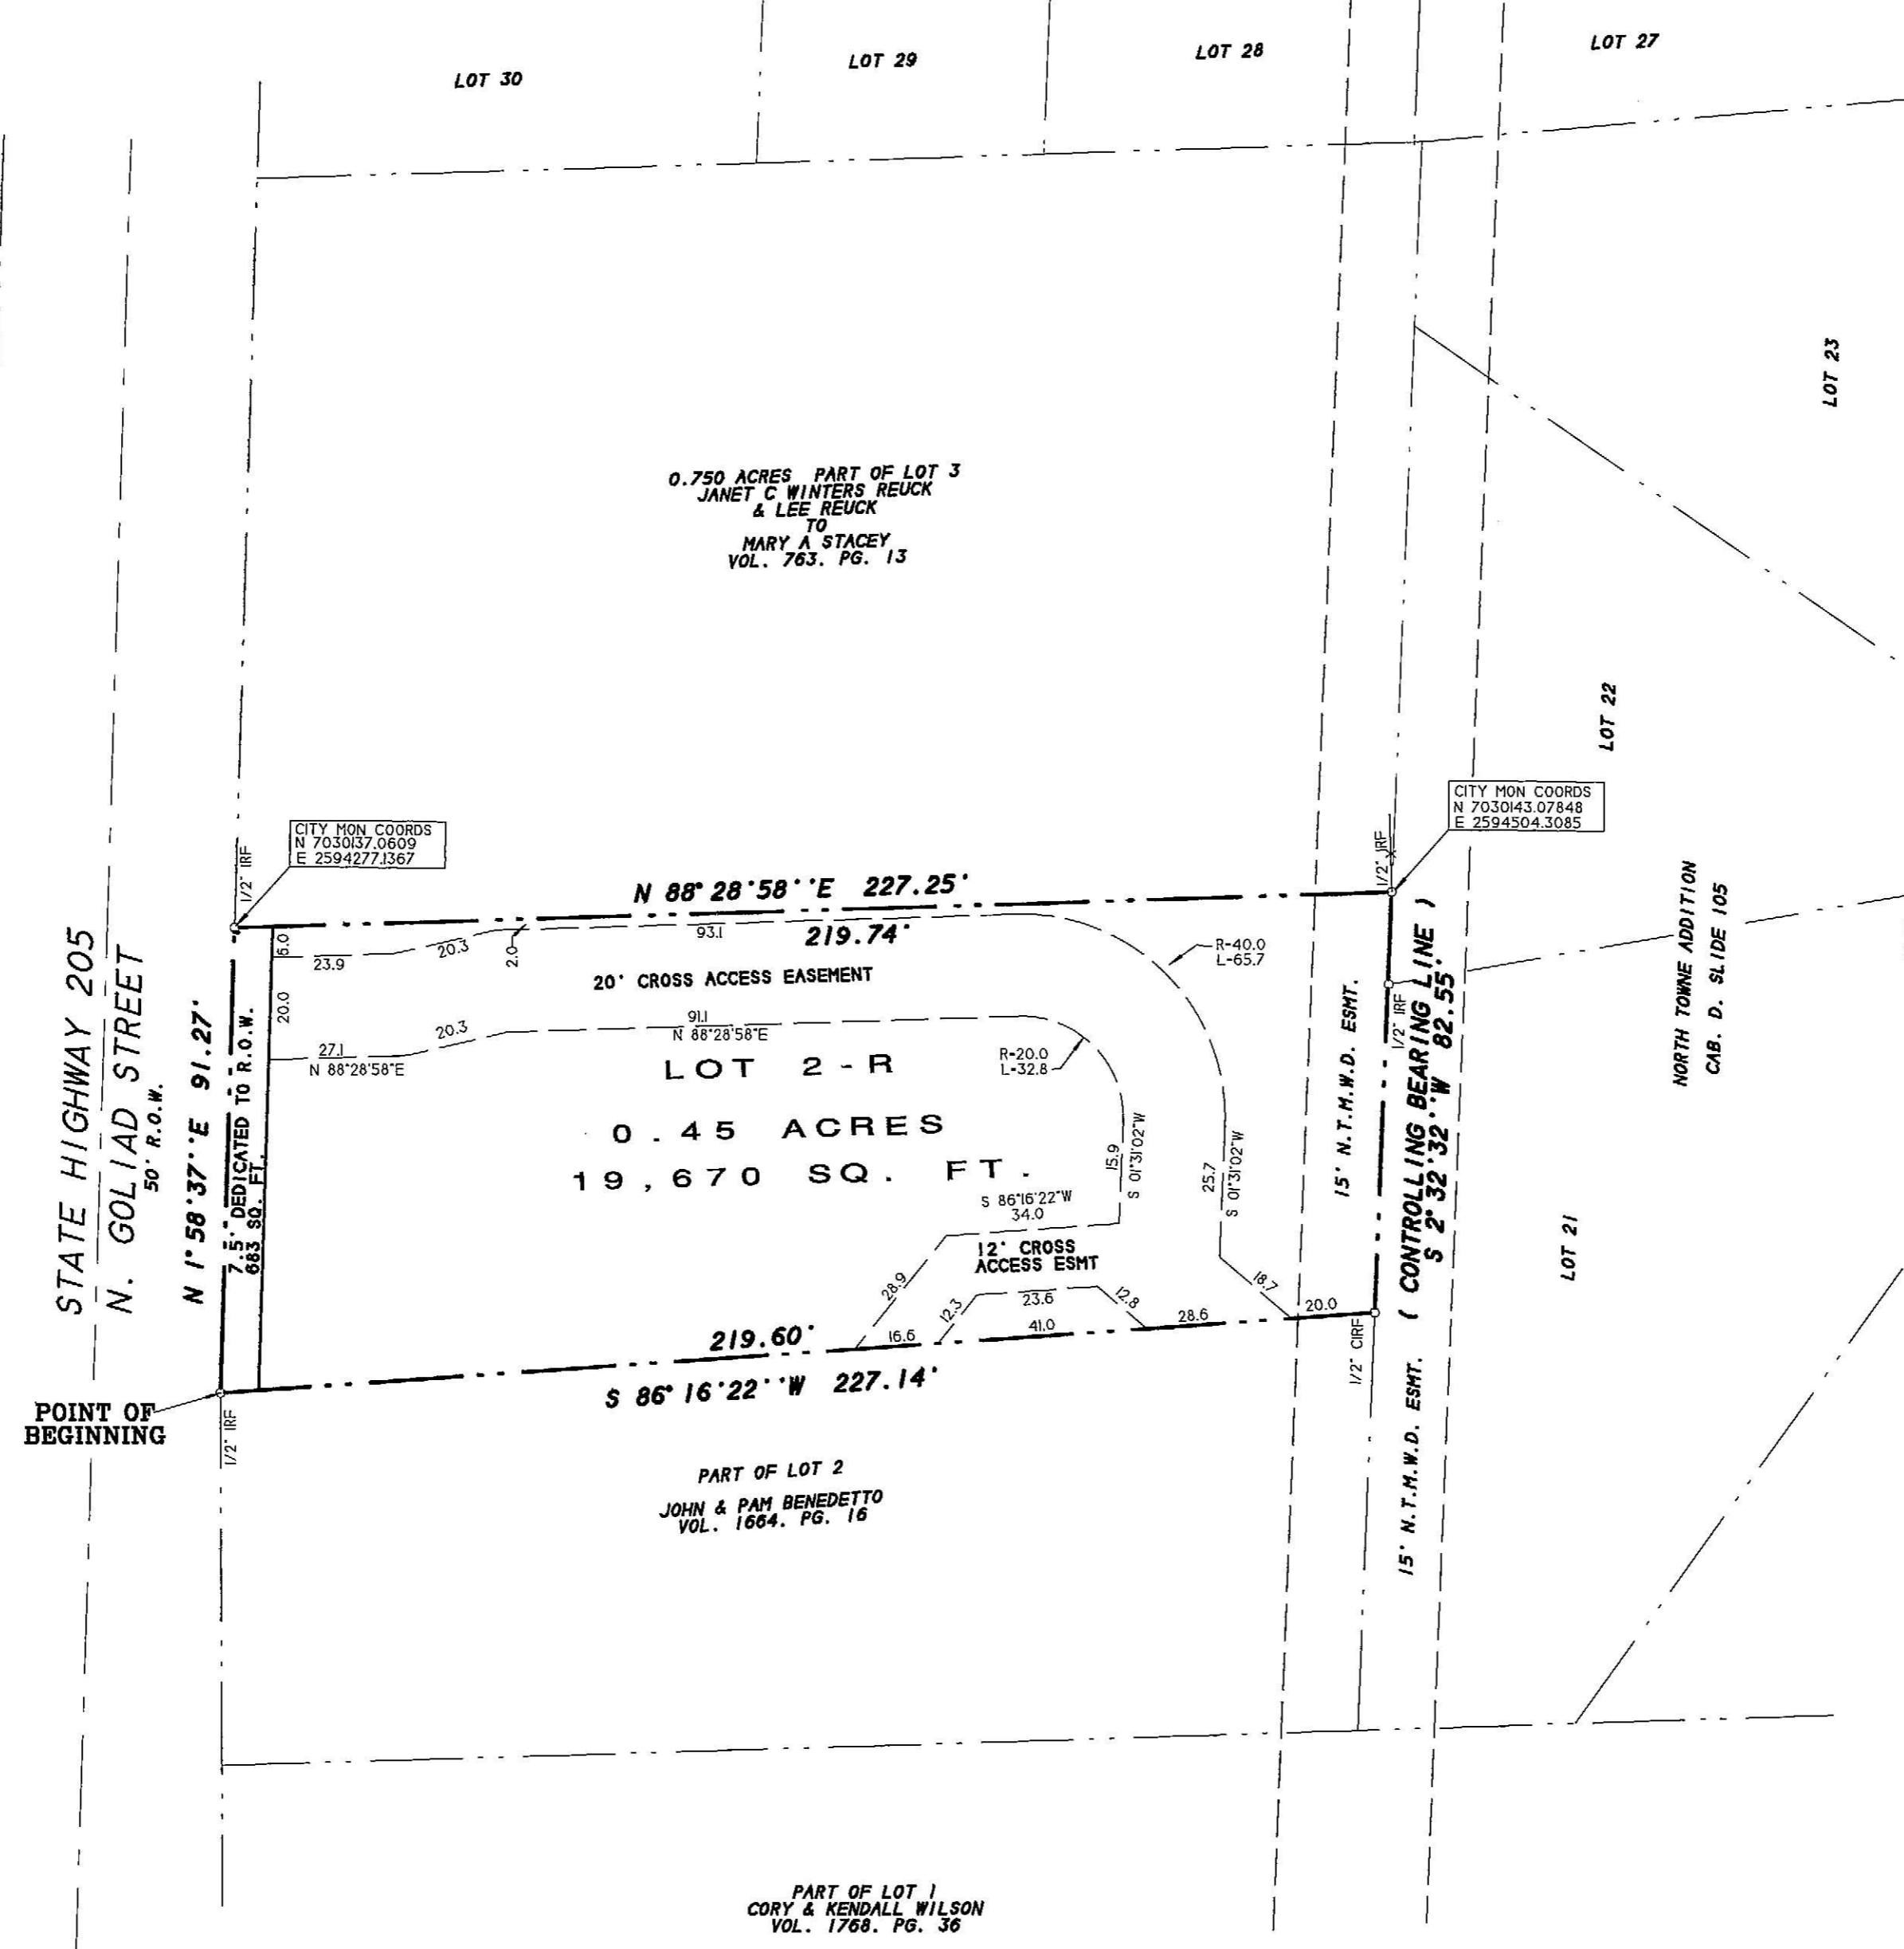 LOT 30
LOT 29
LOT 28
LOT 27
LOT 23
0.750 ACRES PART OF LOT 3
JANET C WINTERS REUCK
& LEE REUCK
TO
MARY A STACEY
VOL. 763. PG. 13
LOT 22
CITY MON COORDS
N 7030143.07848
E 2594504.3085
CITY MON COORDS
N 7030137.0609
E 2594277.1367
1/2" IRF
1/2" IRF
N 88° 28'58''E 227.25'
219.74'
93.1
2.0
20.3
23.9
20.0
R-40.0
L-65.7
20' CROSS ACCESS EASEMENT
91.1
N 88°28'58"E
20.3
27.1
N 88°28'58"E
R-20.0
L-32.8
LOT 2-R
0.45 ACRES
19,670 SQ. FT.
S 86°16'22"W
34.0
15.9
S 01°31'02"W
25.7
S 01°31'02"W
12' CROSS
ACCESS ESMT
28.9
12.3
23.6
12.8
18.7
16.6
41.0
28.6
20.0
219.60'
S 86° 16'22''W 227.14'
STATE HIGHWAY 205
N. GOLIAD STREET
50' R.O.W.
N 1° 58'37''E 91.27'
7.5' DEDICATED TO R.O.W.
683 SQ. FT.
15' N.T.M.W.D. ESMT.
1/2" IRF
( CONTROLLING BEARING LINE )
S 2° 32'32''W 82.55'
1/2" CIRF
15' N.T.M.W.D. ESMT.
NORTH TOWNE ADDITION
CAB. D. SLIDE 105
LOT 21
POINT OF
BEGINNING
1/2" IRF
PART OF LOT 2
JOHN & PAM BENEDETTO
VOL. 1664. PG. 16
PART OF LOT 1
CORY & KENDALL WILSON
VOL. 1768. PG. 36